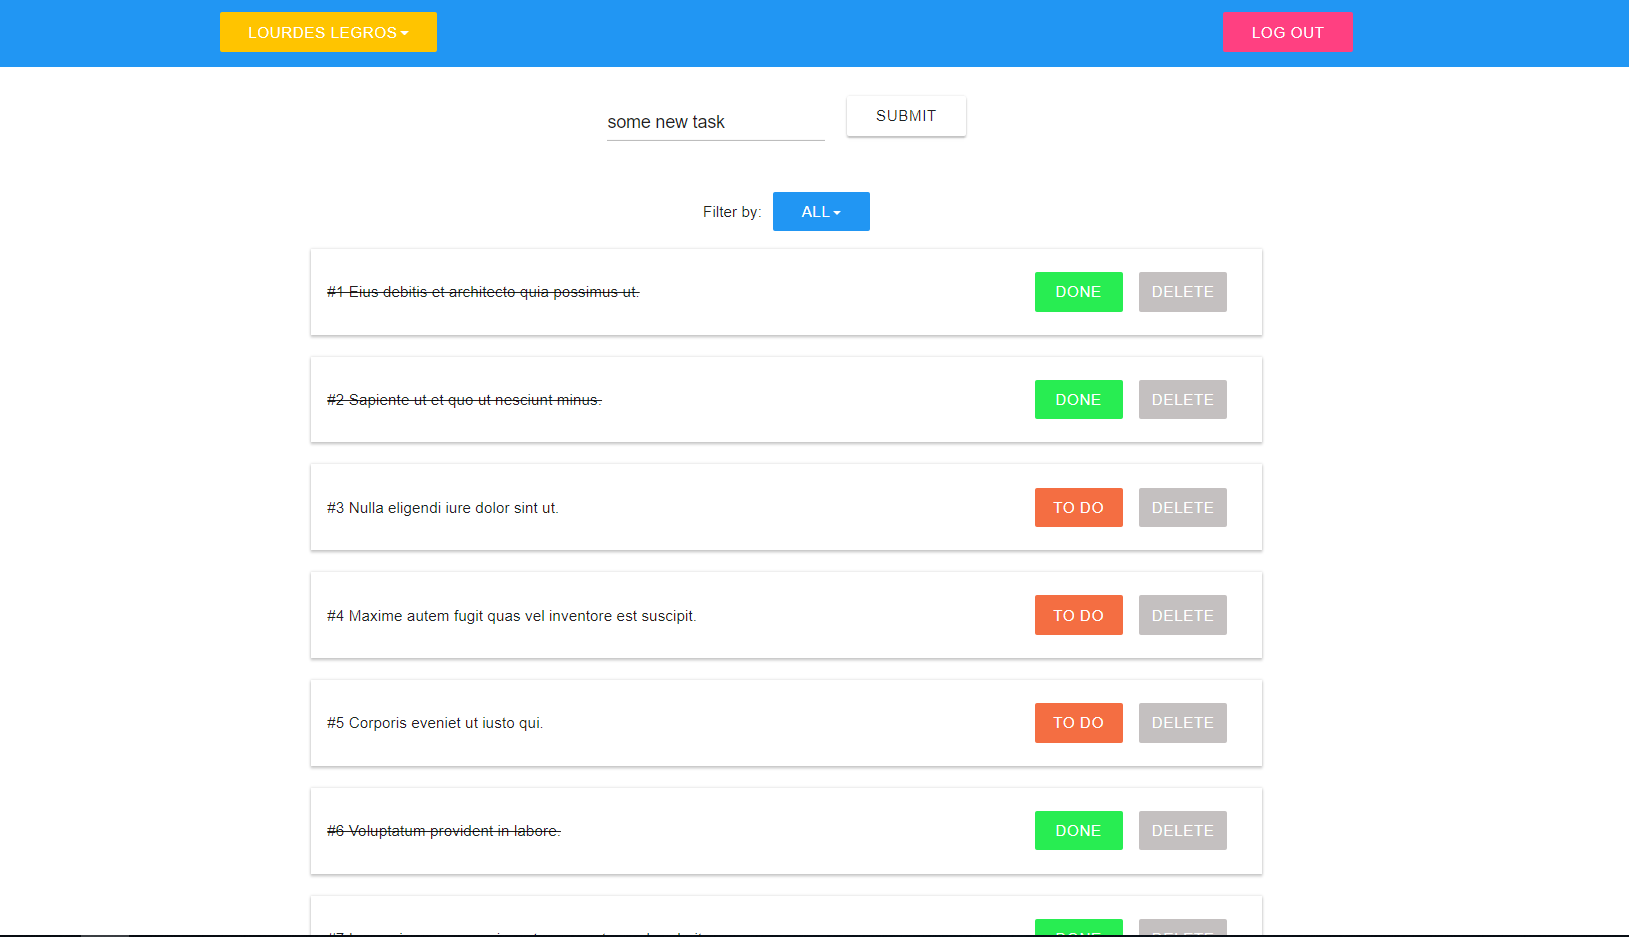 LOURDES LEGROS
LOG OUT
some new task
SUBMIT
Filter by:
ALL
#1 Eius debitis et architecto quia possimus ut.
DONE
DELETE
#2 Sapiente ut et quo ut nesciunt minus.
DONE
DELETE
#3 Nulla eligendi iure dolor sint ut.
TO DO
DELETE
#4 Maxime autem fugit quas vel inventore est suscipit.
TO DO
DELETE
#5 Corporis eveniet ut iusto qui.
TO DO
DELETE
#6 Voluptatum provident in labore.
DONE
DELETE
#7
DONE
DELETE